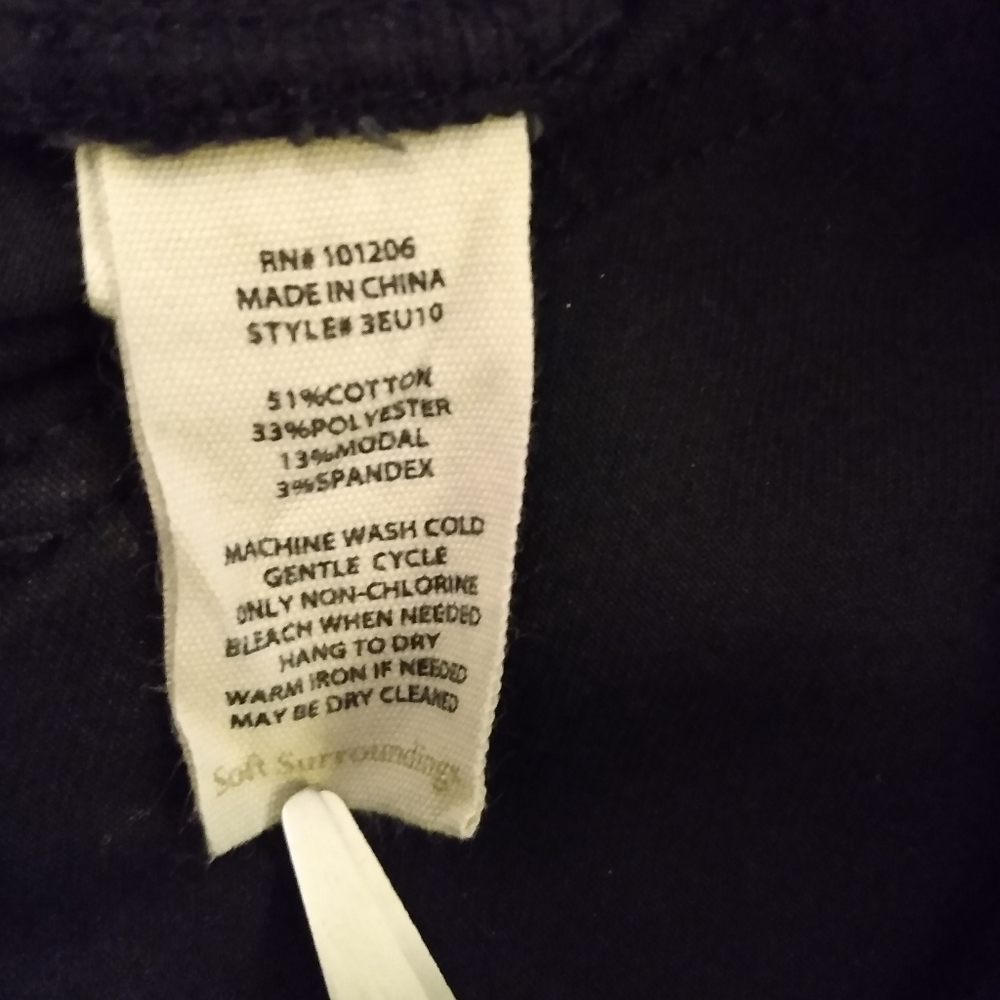 RN# 101206
MADE IN CHINA
STYLE# 3EU10
51%COTTON
33%POLYESTER
13%MODAL
3%SPANDEX
MACHINE WASH COLD
GENTLE CYCLE
ONLY NON-CHLORINE
BLEACH WHEN NEEDED
HANG TO DRY
WARM IRON IF NEEDED
MAY BE DRY CLEANED
Soft Surroundings